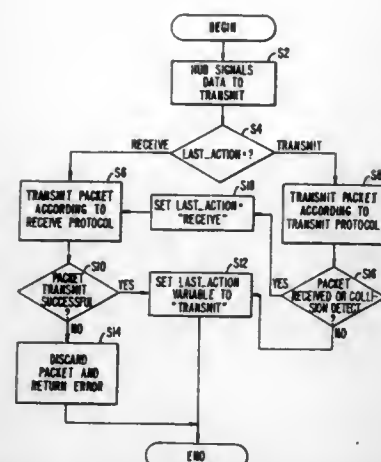 BEGIN
S2
HUB SIGNALS
DATA TO
TRANSMIT
S4
RECEIVE
LAST_ACTION=?
TRANSMIT
S6
TRANSMIT PACKET
ACCORDING TO
RECEIVE PROTOCOL
S18
SET LAST_ACTION=
"RECEIVE"
S8
TRANSMIT PACKET
ACCORDING TO
TRANSMIT PROTOCOL
S10
PACKET
TRANSMIT
SUCCESSFUL
?
YES
NO
S12
SET LAST_ACTION
VARIABLE TO
"TRANSMIT"
S16
YES
PACKET
RECEIVED OR COLLI-
SION DETECT
?
NO
S14
DISCARD
PACKET AND
RETURN ERROR
END